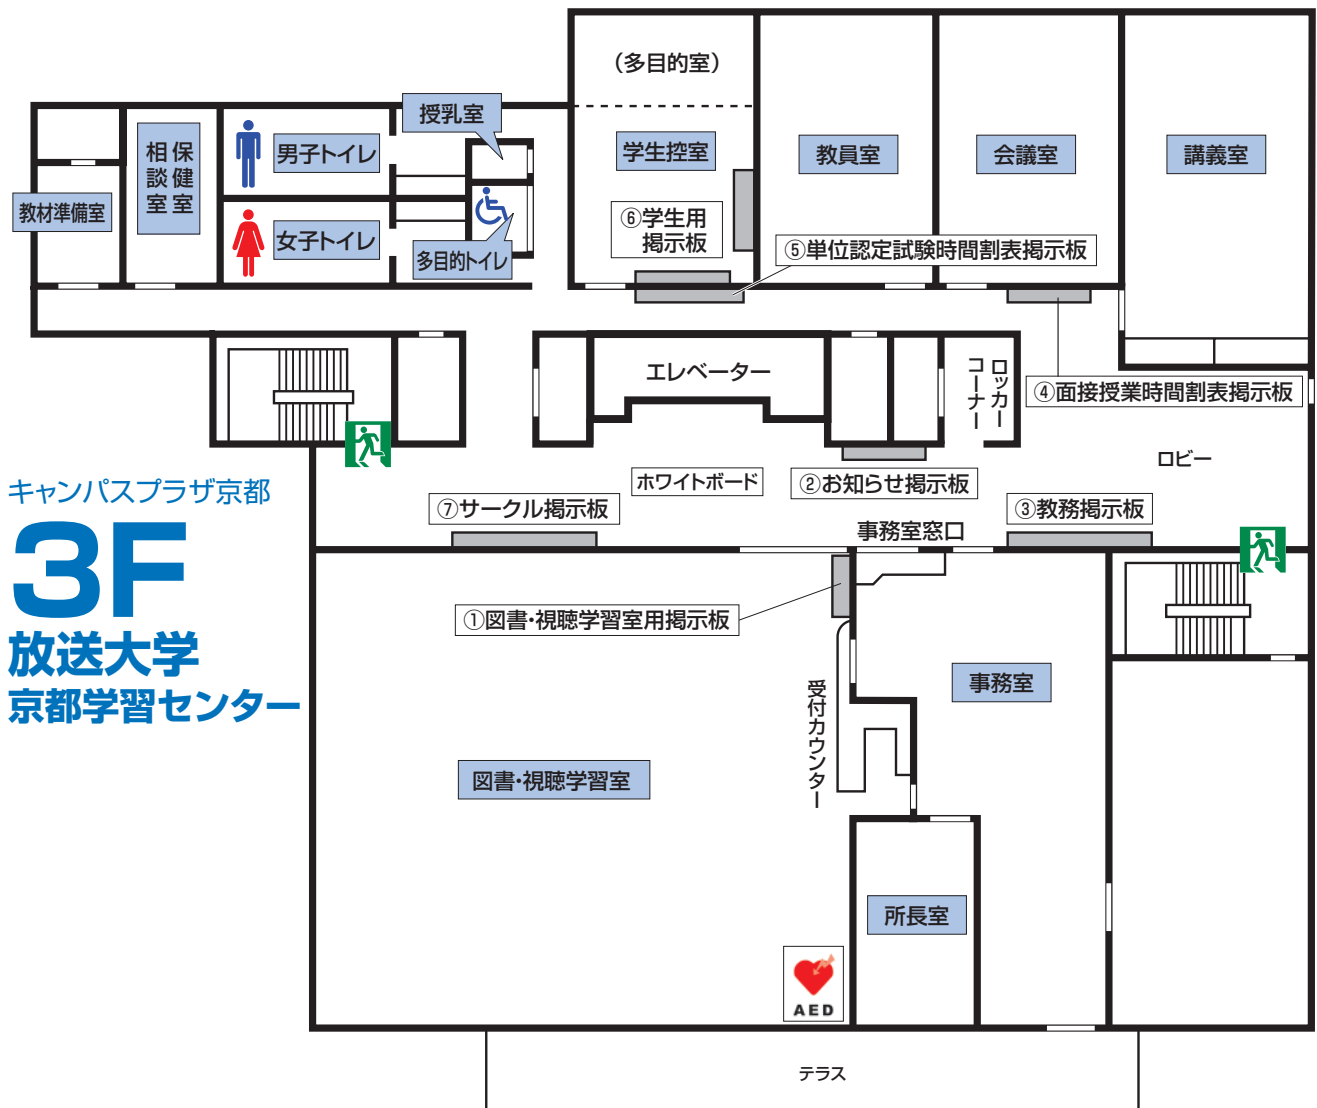 (多目的室)
授乳室
男子トイレ
相談室
保健室
学生控室
教員室
会議室
講義室
教材準備室
女子トイレ
多目的トイレ
⑥学生用
掲示板
⑤単位認定試験時間割表掲示板
エレベーター
ロッカー
コーナー
④面接授業時間割表掲示板
ロビー
キャンパスプラザ京都
3F
放送大学
京都学習センター
ホワイトボード
②お知らせ掲示板
⑦サークル掲示板
③教務掲示板
事務室窓口
①図書・視聴学習室用掲示板
事務室
受付カウンター
図書・視聴学習室
所長室
AED
テラス